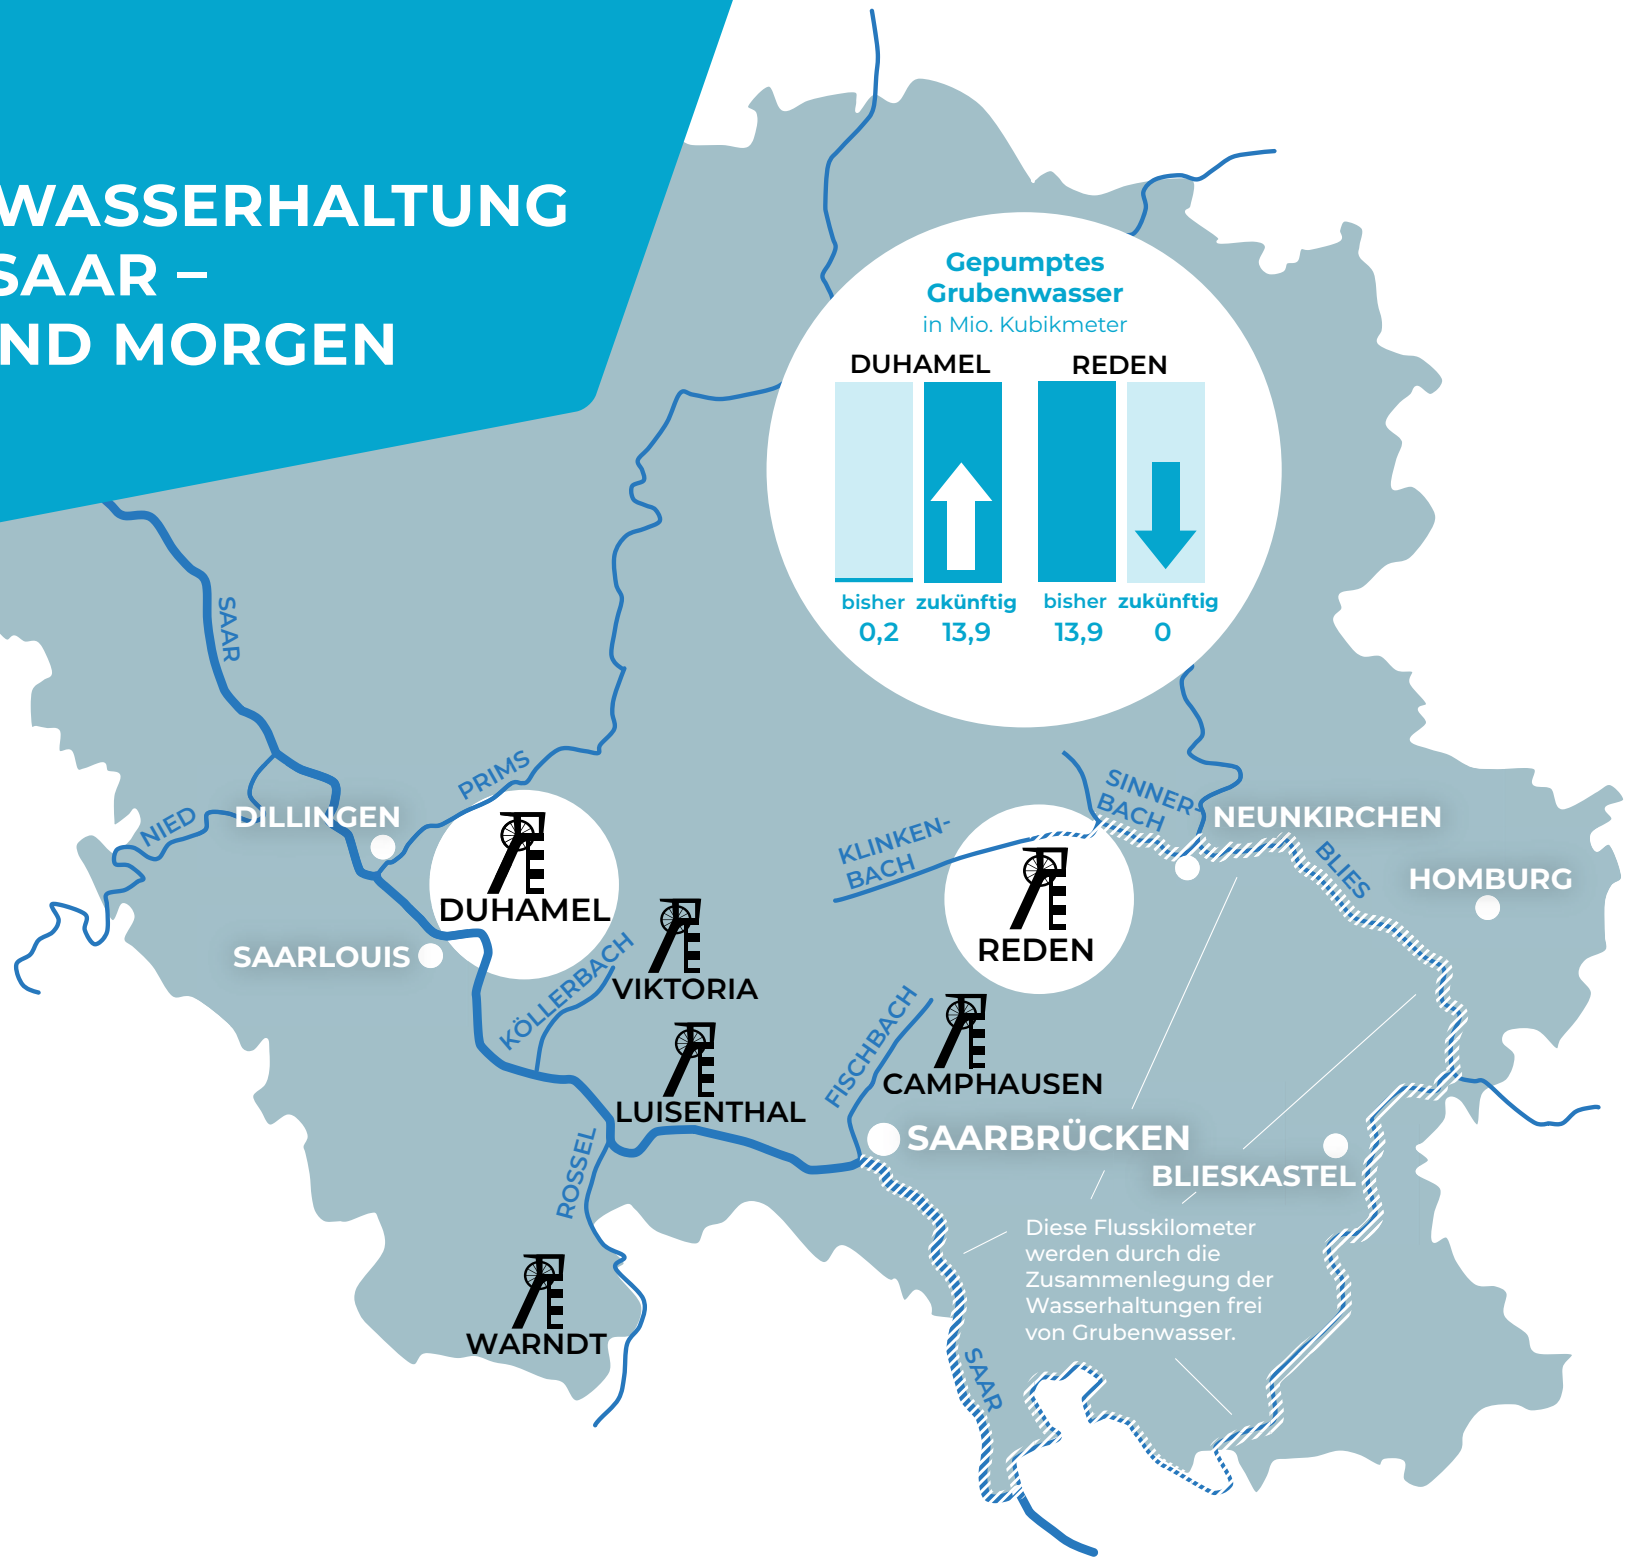 WASSERHALTUNG
SAAR –
ND MORGEN
Gepumptes
Grubenwasser
in Mio. Kubikmeter
DUHAMEL
REDEN
bisher zukünftig
0,2 13,9
bisher zukünftig
13,9 0
SAAR
PRIMS
NIED
DILLINGEN
DUHAMEL
SAARLOUIS
KÖLLERBACH
VIKTORIA
LUISENTHAL
ROSSEL
WARNDT
KLINKEN-
BACH
SINNER-
BACH
REDEN
NEUNKIRCHEN
BLIES
HOMBURG
FISCHBACH
CAMPHAUSEN
SAARBRÜCKEN
BLIESKASTEL
Diese Flusskilometer
werden durch die
Zusammenlegung der
Wasserhaltungen frei
von Grubenwasser.
SAAR